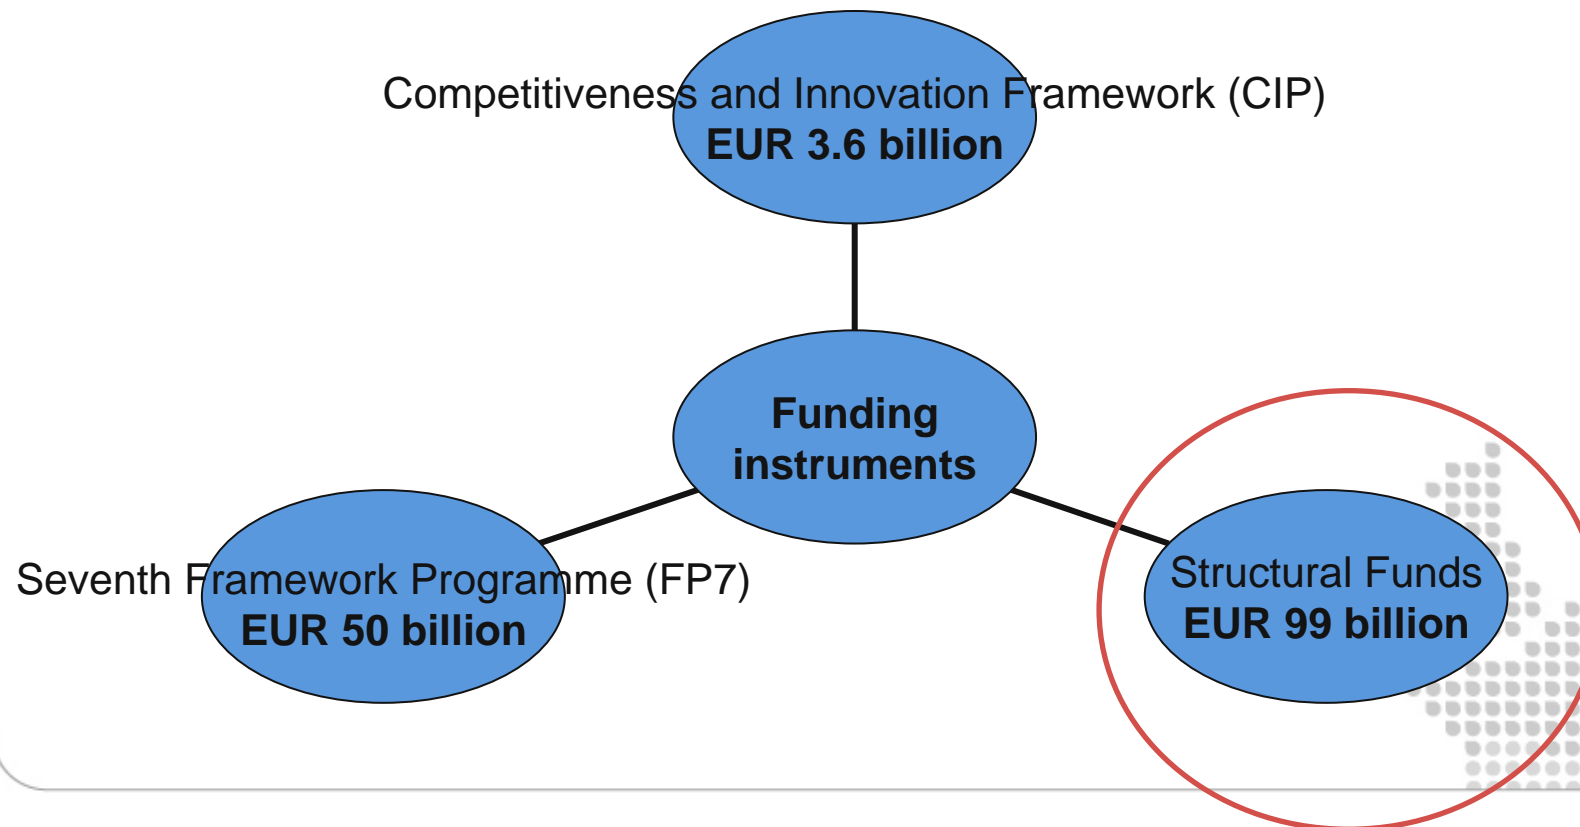 Competitiveness and Innovation Framework (CIP)
EUR 3.6 billion
Funding
instruments
Seventh Framework Programme (FP7)
EUR 50 billion
Structural Funds
EUR 99 billion